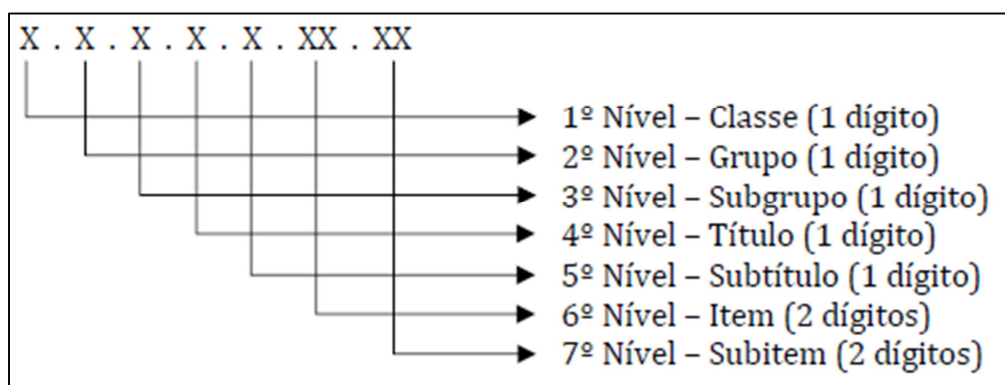 X . X . X . X . X . XX . XX
1º Nível – Classe (1 dígito)
2º Nível – Grupo (1 dígito)
3º Nível – Subgrupo (1 dígito)
4º Nível – Título (1 dígito)
5º Nível – Subtítulo (1 dígito)
6º Nível – Item (2 dígitos)
7º Nível – Subitem (2 dígitos)